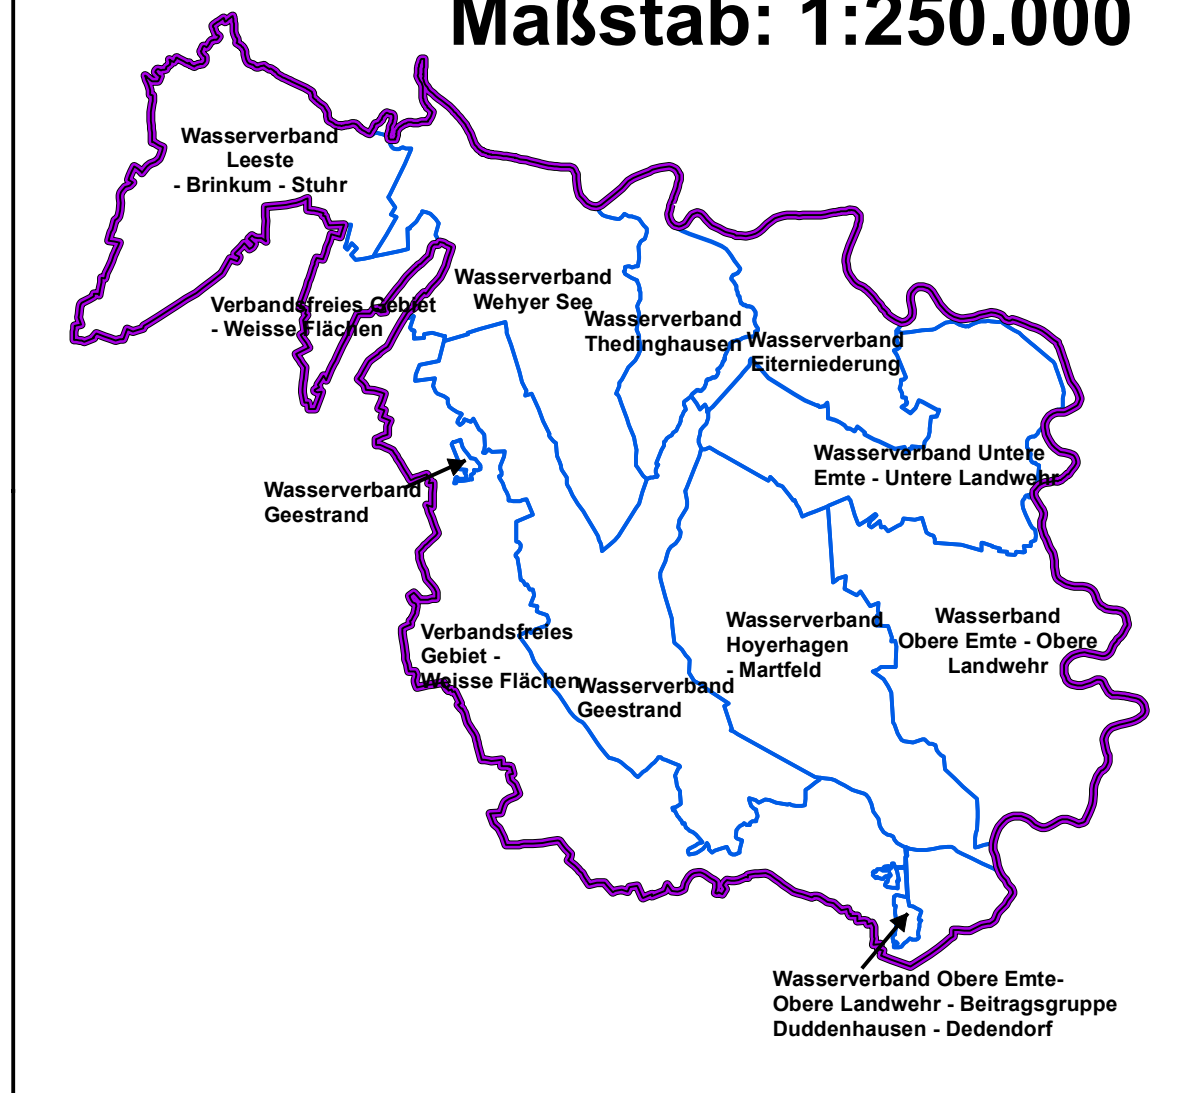 Maßstab: 1:250.000
Wasserverband
Leeste
- Brinkum - Stuhr
Verbandsfreies Gebiet
- Weisse Flächen
Wasserverband
Wehyer See
Wasserverband
Thedinghausen
Wasserverband
Eiterniederung
Wasserverband Untere
Emte - Untere Landwehr
Wasserverband
Geestrand
Verbandsfreies
Gebiet -
Weisse Flächen
Wasserverband
Geestrand
Wasserverband
Hoyerhagen
- Martfeld
Wasserband
Obere Emte - Obere
Landwehr
Wasserverband Obere Emte-
Obere Landwehr - Beitragsgruppe
Duddenhausen - Dedendorf